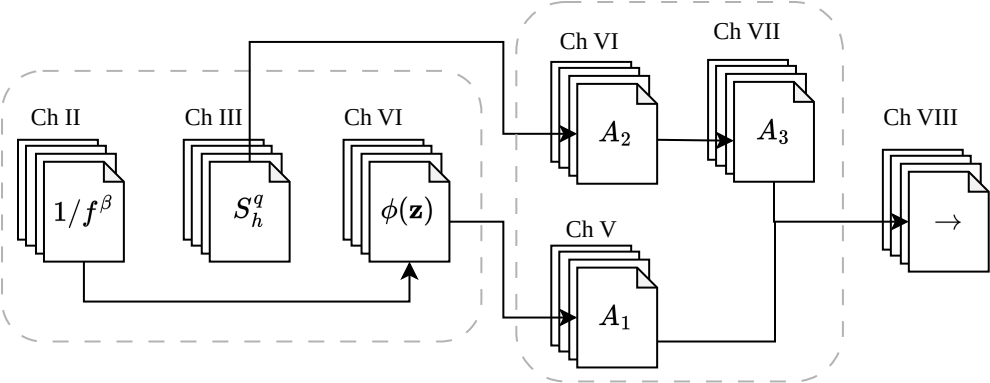 Ch II
1/f^β
Ch III
S_h^q
Ch VI
ϕ(𝐳)
Ch VI
A_2
Ch VII
A_3
Ch V
A_1
Ch VIII
→